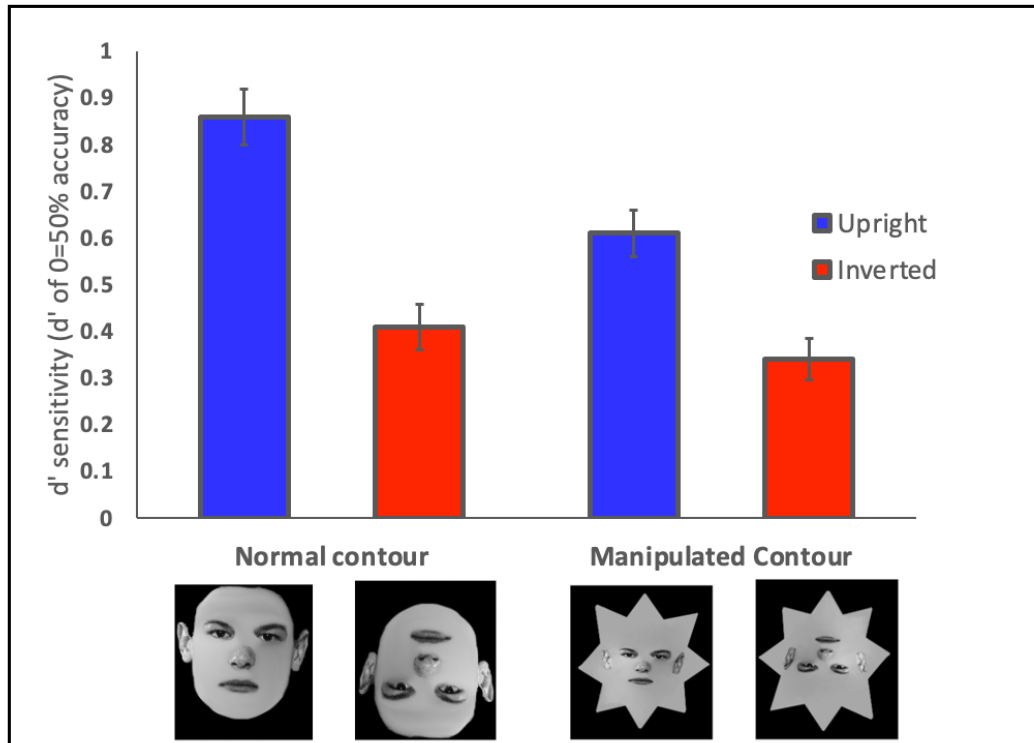 d' sensitivity (d' of 0=50% accuracy)
1
0.9
0.8
0.7
0.6
0.5
0.4
0.3
0.2
0.1
0
Upright
Inverted
Normal contour
Manipulated Contour